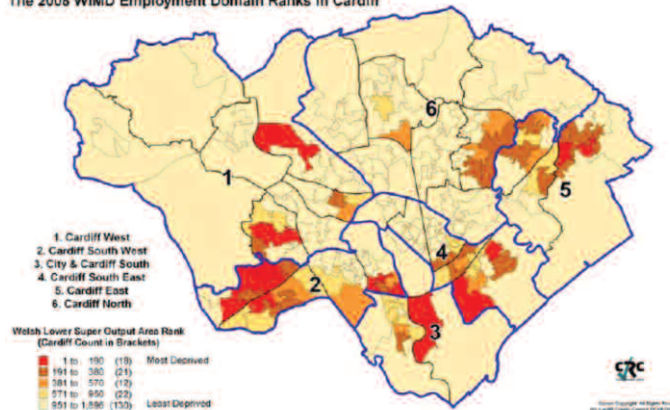 The 2008 WIMD Employment Domain Ranks in Cardiff
6
1
5
1. Cardiff West
2. Cardiff South West
3. City & Cardiff South
4. Cardiff South East
5. Cardiff East
6. Cardiff North
4
2
3
Welsh Lower Super Output Area Rank
(Cardiff Count in Brackets)
1 to 190 (18) Most Deprived
191 to 380 (21)
381 to 570 (12)
571 to 950 (22)
951 to 1,896 (130) Least Deprived
CRC